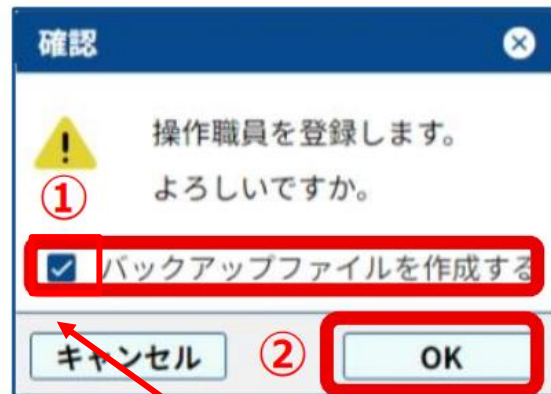 確認
操作職員を登録します。
①
よろしいですか。
バックアップファイルを作成する
キャンセル
②
OK